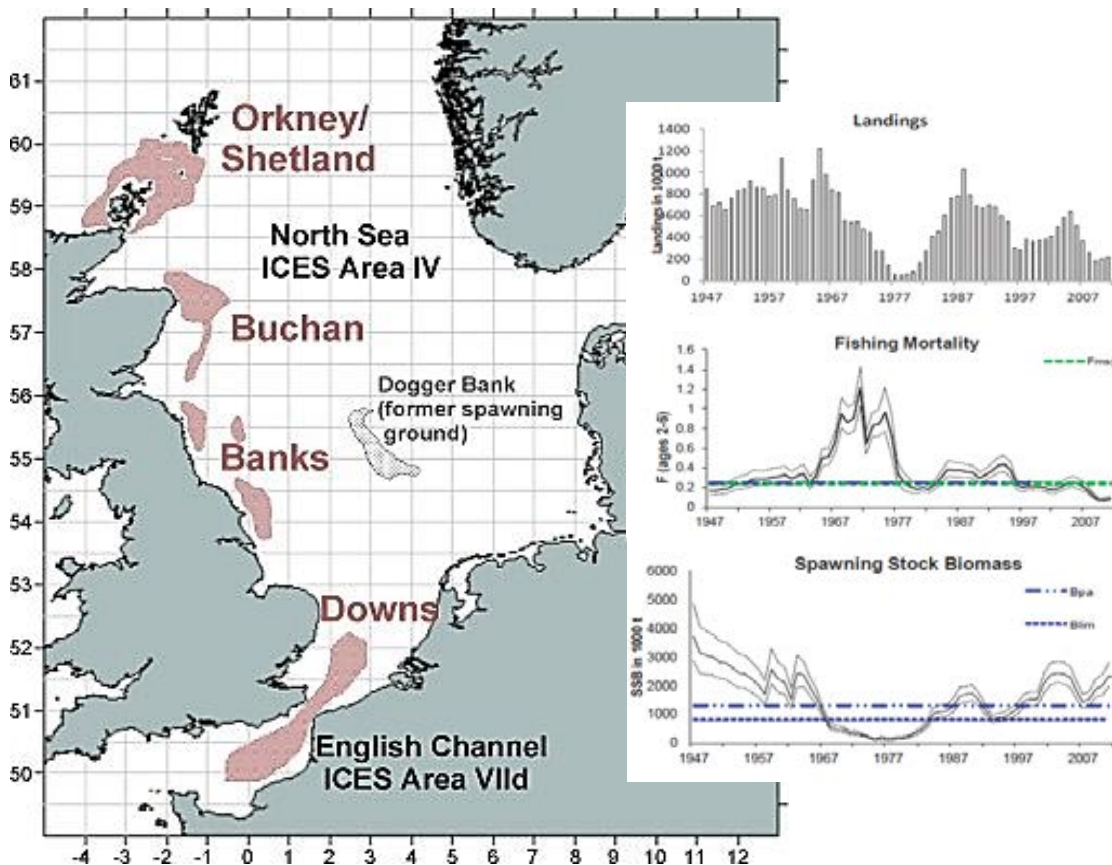 61
60
59
58
57
56
55
54
53
52
51
50
-4 -3 -2 -1 0 1 2 3 4 5 6 7 8 9 10 11 12
Orkney/
Shetland
North Sea
ICES Area IV
Buchan
Dogger Bank
(former spawning
ground)
Banks
Downs
English Channel
ICES Area VIId
Landings
Landings in 1000 t
1400
1200
1000
800
600
400
200
0
1947 1957 1967 1977 1987 1997 2007
Fishing Mortality
F (ages 2-6)
1.6
1.4
1.2
1
0.8
0.6
0.4
0.2
0
1947 1957 1967 1977 1987 1997 2007
Spawning Stock Biomass
SSB in 1000 t
6000
5000
4000
3000
2000
1000
0
Bpa
Blim
1947 1957 1967 1977 1987 1997 2007